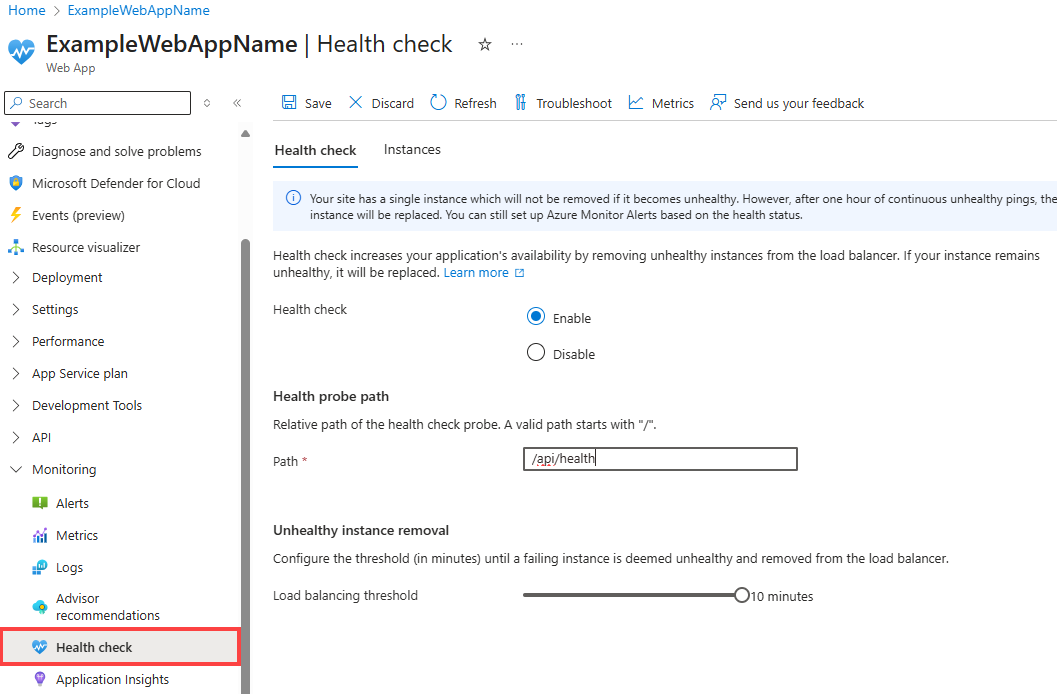 Home > ExampleWebAppName
ExampleWebAppName | Health check
Web App
Search
Save Discard Refresh Troubleshoot Metrics Send us your feedback
Tags
Diagnose and solve problems
Microsoft Defender for Cloud
Events (preview)
Resource visualizer
Deployment
Settings
Performance
App Service plan
Development Tools
API
Monitoring
Alerts
Metrics
Logs
Advisor
recommendations
Health check
Application Insights
Health check Instances
Your site has a single instance which will not be removed if it becomes unhealthy. However, after one hour of continuous unhealthy pings, the
instance will be replaced. You can still set up Azure Monitor Alerts based on the health status.
Health check increases your application's availability by removing unhealthy instances from the load balancer. If your instance remains
unhealthy, it will be replaced. Learn more
Health check
Enable
Disable
Health probe path
Relative path of the health check probe. A valid path starts with "/".
Path * /api/health
Unhealthy instance removal
Configure the threshold (in minutes) until a failing instance is deemed unhealthy and removed from the load balancer.
Load balancing threshold 10 minutes